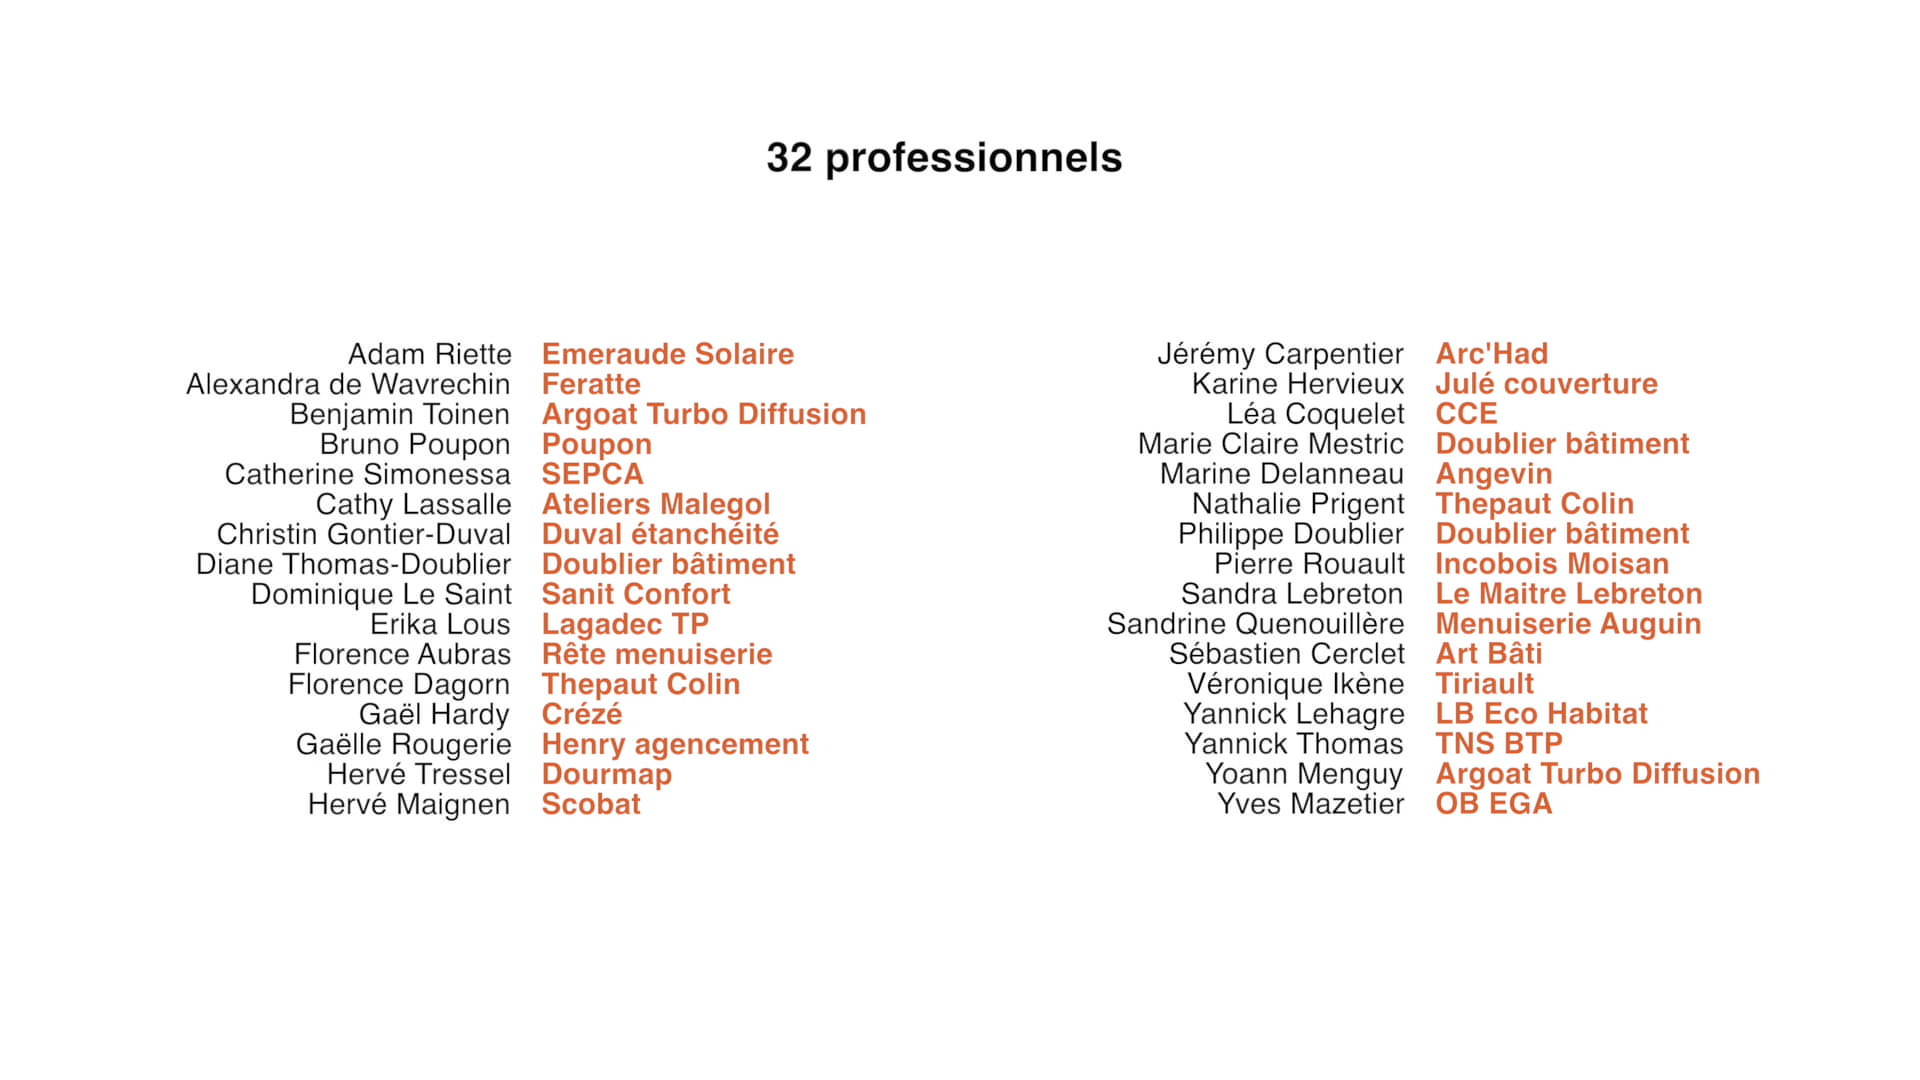 32 professionnels
Adam Riette Emeraude Solaire
Alexandra de Wavrechin Feratte
Benjamin Toinen Argoat Turbo Diffusion
Bruno Poupon Poupon
Catherine Simonessa SEPCA
Cathy Lassalle Ateliers Malegol
Christin Gontier-Duval Duval étanchéité
Diane Thomas-Doublier Doublier bâtiment
Dominique Le Saint Sanit Confort
Erika Lous Lagadec TP
Florence Aubras Rête menuiserie
Florence Dagorn Thepaut Colin
Gaël Hardy Crézé
Gaëlle Rougerie Henry agencement
Hervé Tressel Dourmap
Hervé Maignen Scobat
Jérémy Carpentier Arc'Had
Karine Hervieux Julé couverture
Léa Coquelet CCE
Marie Claire Mestric Doublier bâtiment
Marine Delanneau Angevin
Nathalie Prigent Thepaut Colin
Philippe Doublier Doublier bâtiment
Pierre Rouault Incobois Moisan
Sandra Lebreton Le Maitre Lebreton
Sandrine Quenouillère Menuiserie Auguin
Sébastien Cerclet Art Bâti
Véronique Ikène Tiriault
Yannick Lehagre LB Eco Habitat
Yannick Thomas TNS BTP
Yoann Menguy Argoat Turbo Diffusion
Yves Mazetier OB EGA